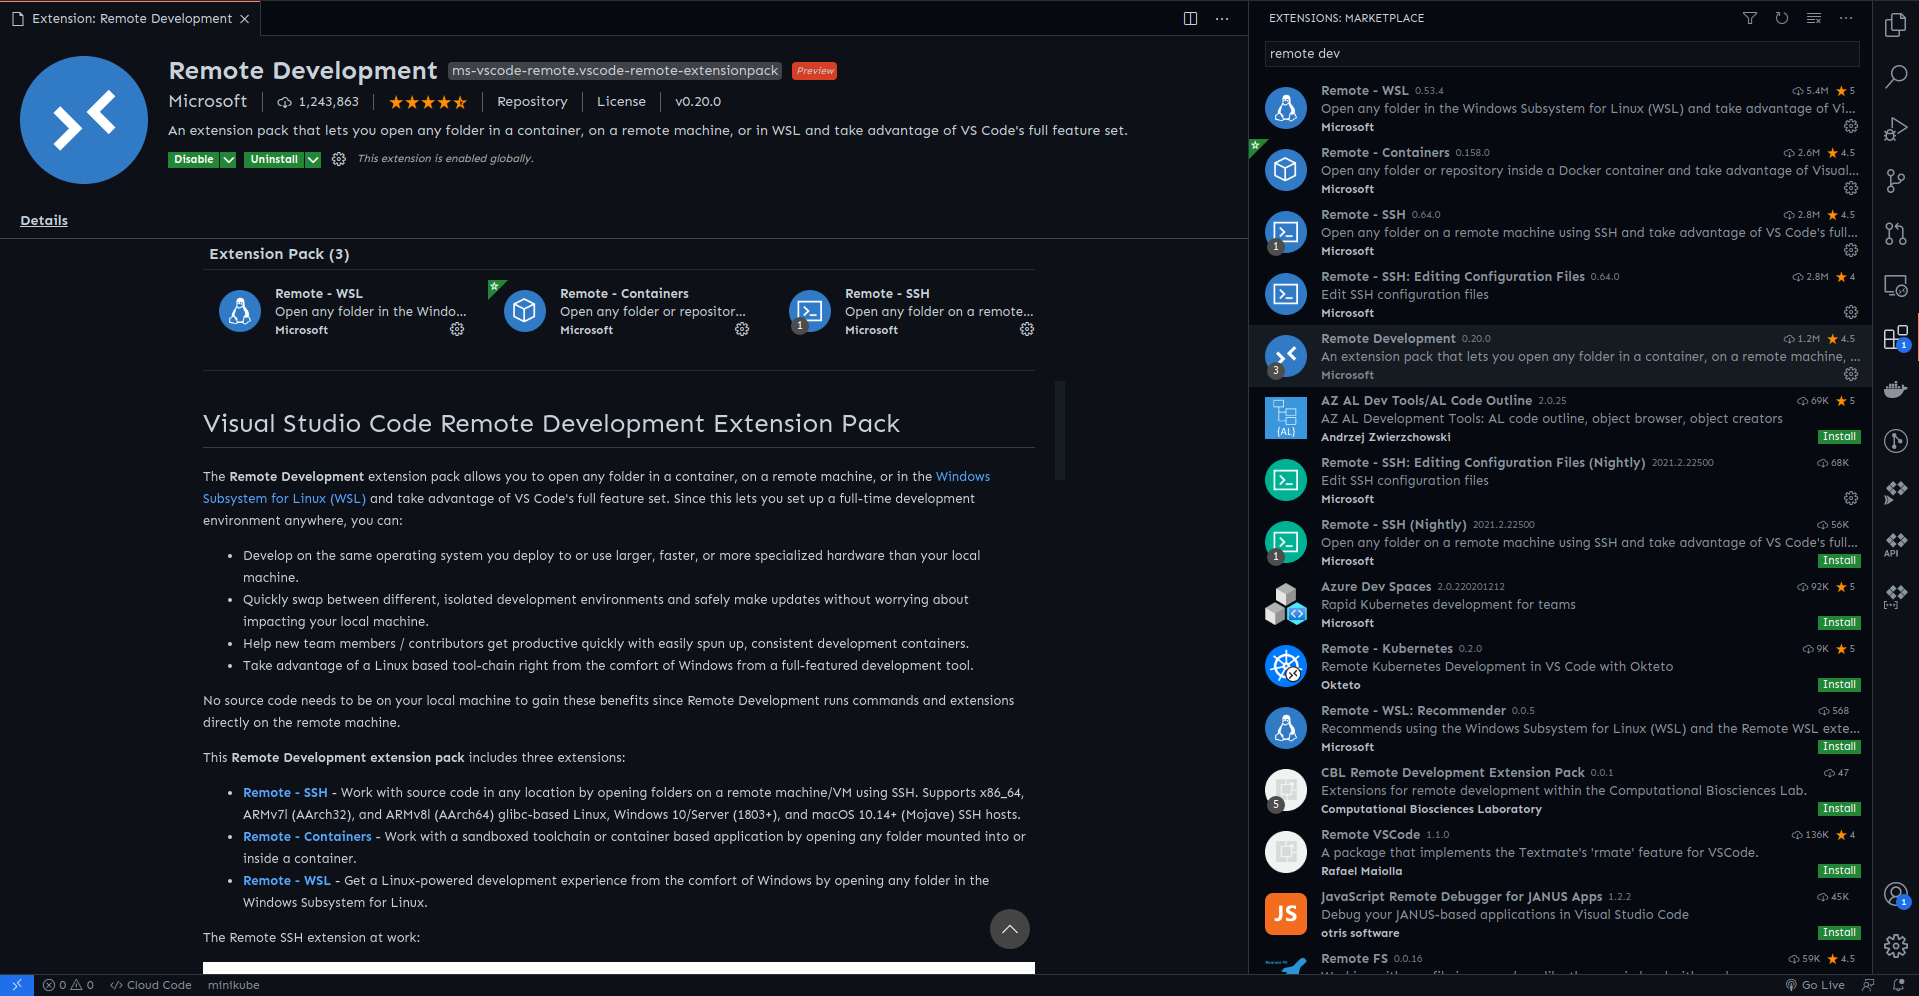 Extension: Remote Development
Remote Development ms-vscode-remote.vscode-remote-extensionpack Preview
Microsoft 1,243,863 Repository License v0.20.0
An extension pack that lets you open any folder in a container, on a remote machine, or in WSL and take advantage of VS Code's full feature set.
Disable Uninstall This extension is enabled globally.
Details
Extension Pack (3)
Remote - WSL
Open any folder in the Windo...
Microsoft
Remote - Containers
Open any folder or repositor...
Microsoft
1
Remote - SSH
Open any folder on a remote...
Microsoft
Visual Studio Code Remote Development Extension Pack
The Remote Development extension pack allows you to open any folder in a container, on a remote machine, or in the Windows
Subsystem for Linux (WSL) and take advantage of VS Code's full feature set. Since this lets you set up a full-time development
environment anywhere, you can:
• Develop on the same operating system you deploy to or use larger, faster, or more specialized hardware than your local
machine.
• Quickly swap between different, isolated development environments and safely make updates without worrying about
impacting your local machine.
• Help new team members / contributors get productive quickly with easily spun up, consistent development containers.
• Take advantage of a Linux based tool-chain right from the comfort of Windows from a full-featured development tool.
No source code needs to be on your local machine to gain these benefits since Remote Development runs commands and extensions
directly on the remote machine.
This Remote Development extension pack includes three extensions:
• Remote - SSH - Work with source code in any location by opening folders on a remote machine/VM using SSH. Supports x86_64,
ARMv7l (AArch32), and ARMv8l (AArch64) glibc-based Linux, Windows 10/Server (1803+), and macOS 10.14+ (Mojave) SSH hosts.
• Remote - Containers - Work with a sandboxed toolchain or container based application by opening any folder mounted into or
inside a container.
• Remote - WSL - Get a Linux-powered development experience from the comfort of Windows by opening any folder in the
Windows Subsystem for Linux.
The Remote SSH extension at work:
EXTENSIONS: MARKETPLACE
remote dev
Remote - WSL 0.53.4 5.4M 5
Open any folder in the Windows Subsystem for Linux (WSL) and take advantage of Vi...
Microsoft
Remote - Containers 0.158.0 2.6M 4.5
Open any folder or repository inside a Docker container and take advantage of Visual...
Microsoft
Remote - SSH 0.64.0 2.8M 4.5
Open any folder on a remote machine using SSH and take advantage of VS Code's full...
1
Microsoft
Remote - SSH: Editing Configuration Files 0.64.0 2.8M 4
Edit SSH configuration files
Microsoft
Remote Development 0.20.0 1.2M 4.5
An extension pack that lets you open any folder in a container, on a remote machine, ...
3
Microsoft
AZ AL Dev Tools/AL Code Outline 2.0.25 69K 5
AZ AL Development Tools: AL code outline, object browser, object creators
(AL)
Andrzej Zwierzchowski Install
Remote - SSH: Editing Configuration Files (Nightly) 2021.2.22500 68K
Edit SSH configuration files
Microsoft
Remote - SSH (Nightly) 2021.2.22500 56K
Open any folder on a remote machine using SSH and take advantage of VS Code's full...
1
Microsoft Install
Azure Dev Spaces 2.0.220201212 92K 5
Rapid Kubernetes development for teams
Microsoft Install
Remote - Kubernetes 0.2.0 9K 5
Remote Kubernetes Development in VS Code with Okteto
Okteto Install
Remote - WSL: Recommender 0.0.5 568
Recommends using the Windows Subsystem for Linux (WSL) and the Remote WSL exte...
Microsoft Install
CBL Remote Development Extension Pack 0.0.1 47
Extensions for remote development within the Computational Biosciences Lab.
5
Computational Biosciences Laboratory Install
Remote VSCode 1.1.0 136K 4
A package that implements the Textmate's 'rmate' feature for VSCode.
Rafael Maiolla Install
JavaScript Remote Debugger for JANUS Apps 1.2.2 45K
JS
Debug your JANUS-based applications in Visual Studio Code
otris software Install
Remote FS 0.0.16 59K 4.5
1
API
1
0 0 Cloud Code minikube
Go Live